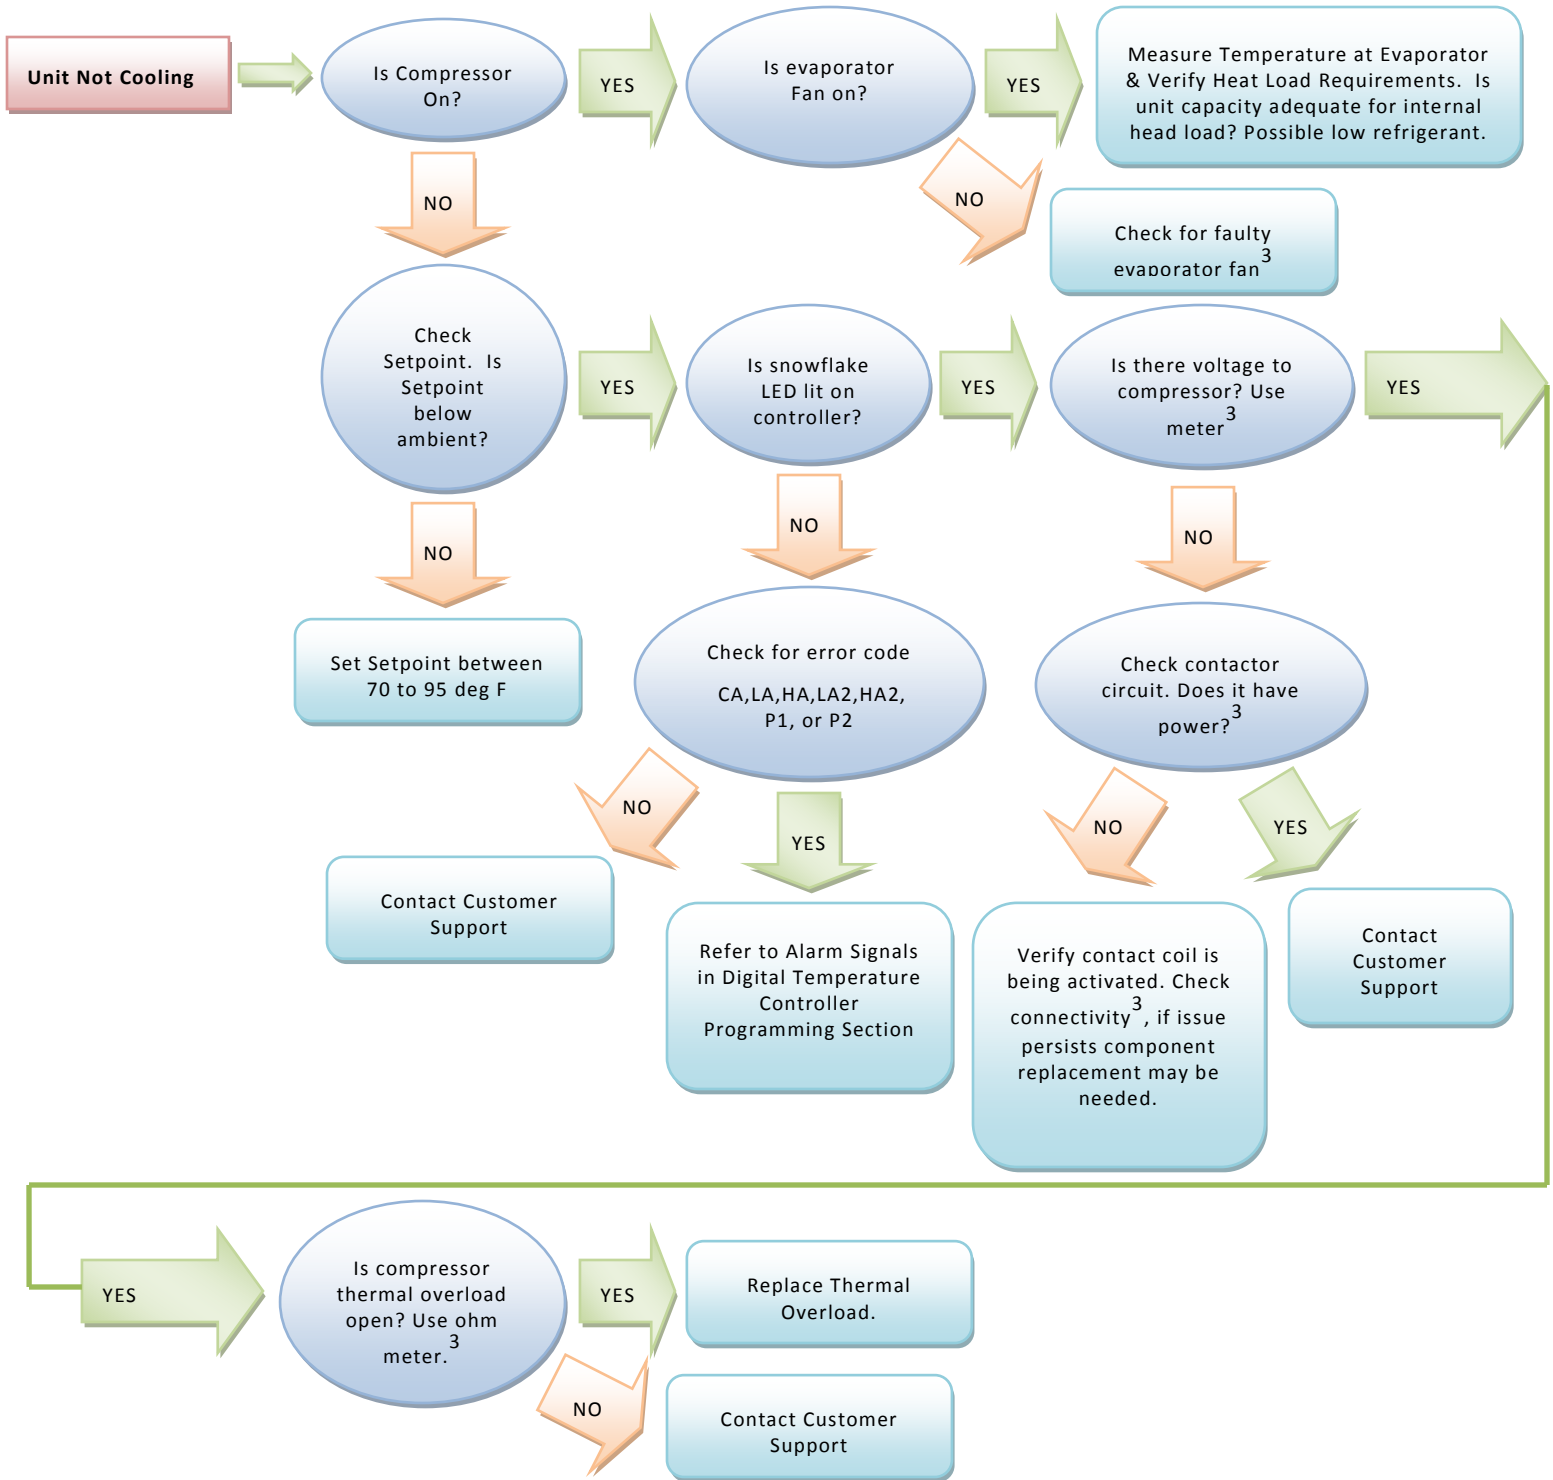 Unit Not Cooling
Is Compressor
On?
YES
Is evaporator
Fan on?
YES
Measure Temperature at Evaporator
& Verify Heat Load Requirements. Is
unit capacity adequate for internal
head load? Possible low refrigerant.
NO
NO
Check for faulty
evaporator fan3
Check
Setpoint. Is
Setpoint
below
ambient?
YES
Is snowflake
LED lit on
controller?
YES
Is there voltage to
compressor? Use
meter3
YES
NO
NO
NO
Set Setpoint between
70 to 95 deg F
Check for error code
CA,LA,HA,LA2,HA2,
P1, or P2
Check contactor
circuit. Does it have
power?3
NO
YES
NO
YES
Contact Customer
Support
Refer to Alarm Signals
in Digital Temperature
Controller
Programming Section
Verify contact coil is
being activated. Check
connectivity3, if issue
persists component
replacement may be
needed.
Contact
Customer
Support
YES
Is compressor
thermal overload
open? Use ohm
meter.3
YES
Replace Thermal
Overload.
NO
Contact Customer
Support